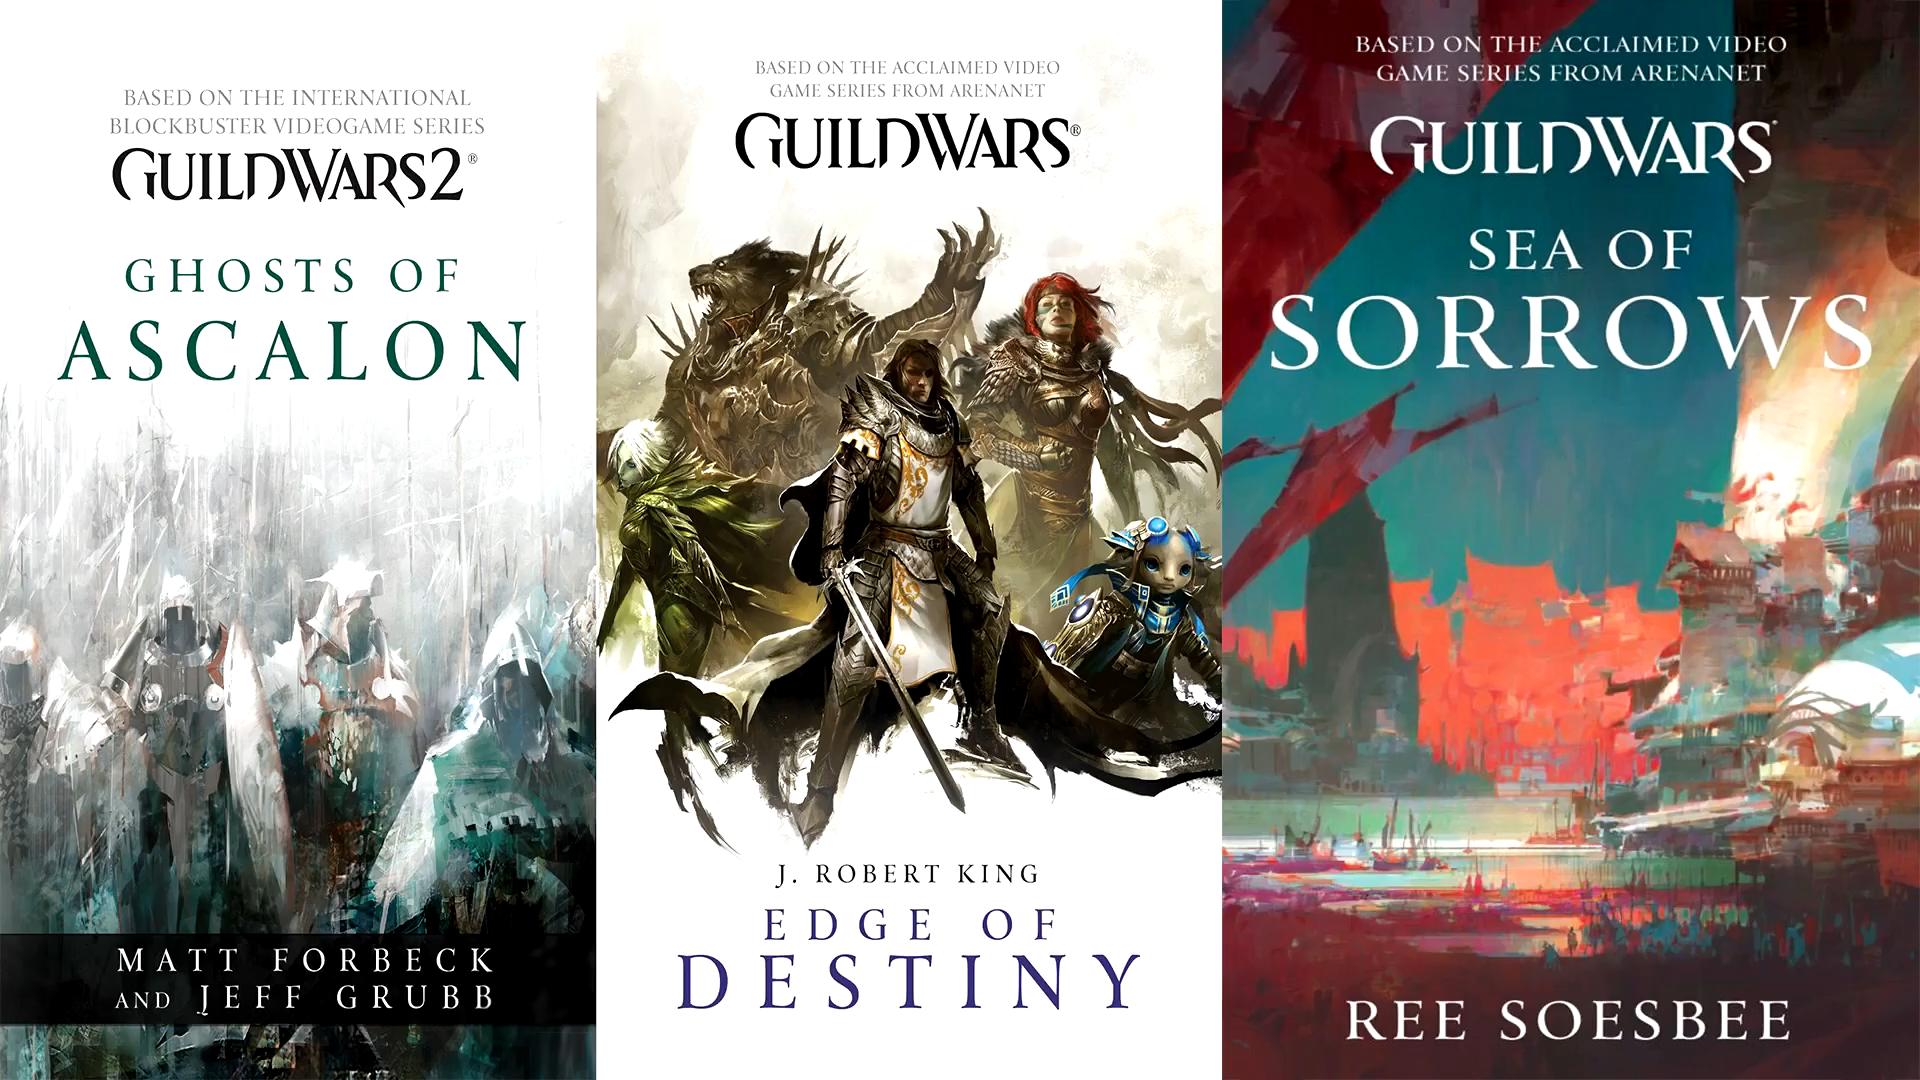 BASED ON THE INTERNATIONAL
BLOCKBUSTER VIDEOGAME SERIES
GUILDWARS2®
GHOSTS OF
ASCALON
MATT FORBECK
AND JEFF GRUBB
BASED ON THE ACCLAIMED VIDEO
GAME SERIES FROM ARENANET
GUILDWARS®
J. ROBERT KING
EDGE OF
DESTINY
BASED ON THE ACCLAIMED VIDEO
GAME SERIES FROM ARENANET
GUILDWARS
SEA OF
SORROWS
REE SOESBEE